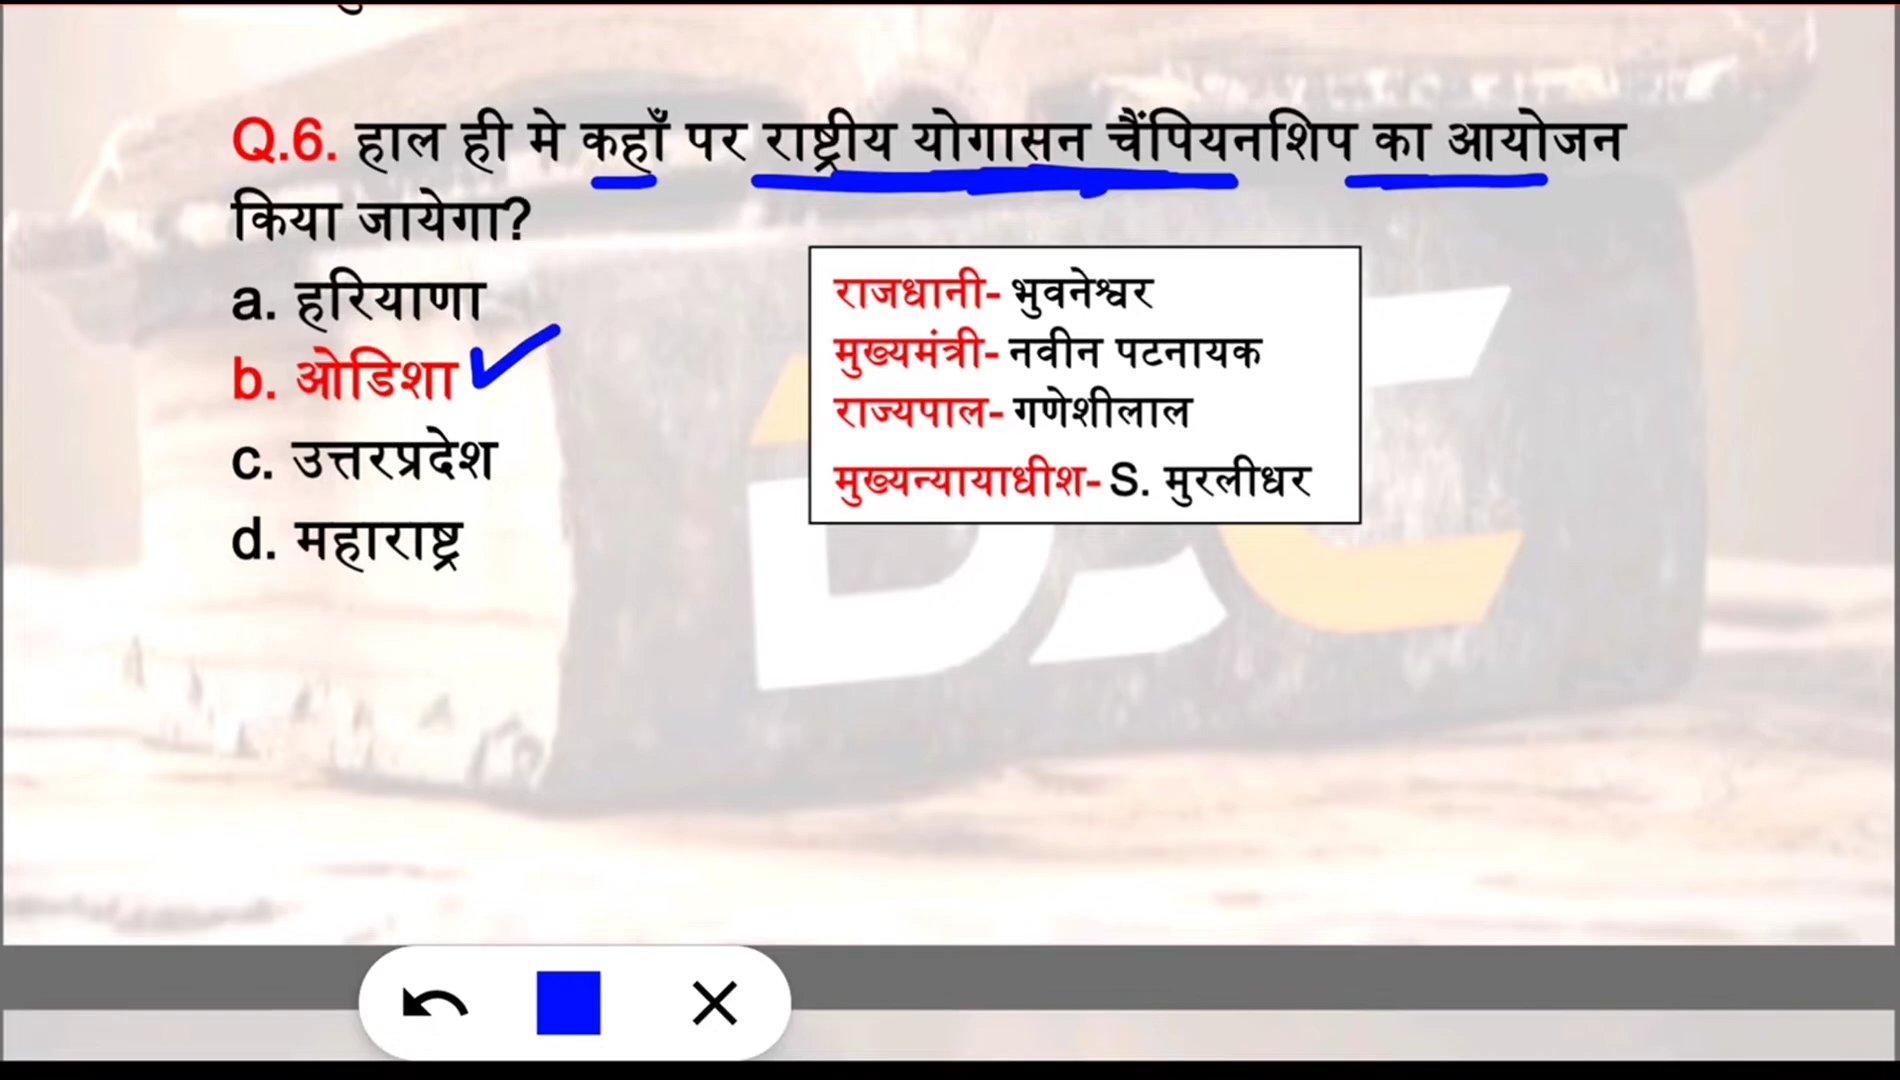 Q.6. हाल ही मे कहाँ पर राष्ट्रीय योगासन चैंपियनशिप का आयोजन
किया जायेगा?
a. हरियाणा
b. ओडिशा
c. उत्तरप्रदेश
d. महाराष्ट्र
राजधानी- भुवनेश्वर
मुख्यमंत्री- नवीन पटनायक
राज्यपाल- गणेशीलाल
मुख्यन्यायाधीश- S. मुरलीधर